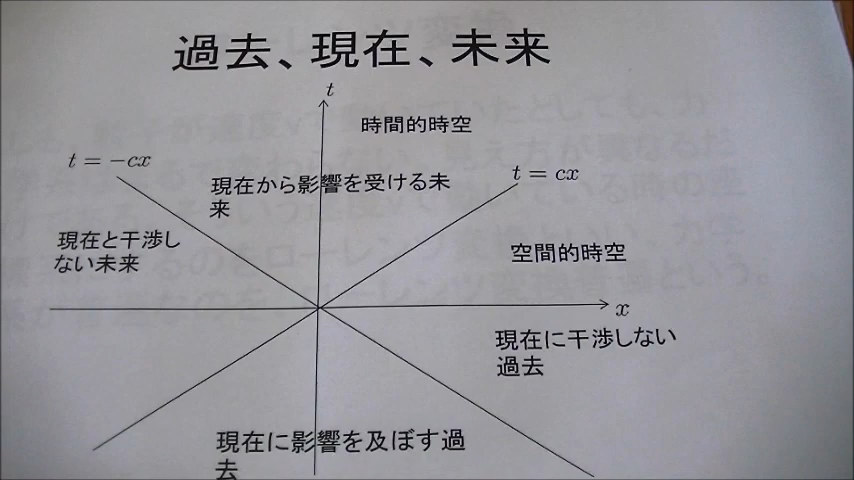 過去、現在、未来
t
時間的時空
t = −cx
t = cx
現在から影響を受ける未
来
現在と干渉し
ない未来
空間的時空
x
現在に干渉しない
過去
現在に影響を及ぼす過
去